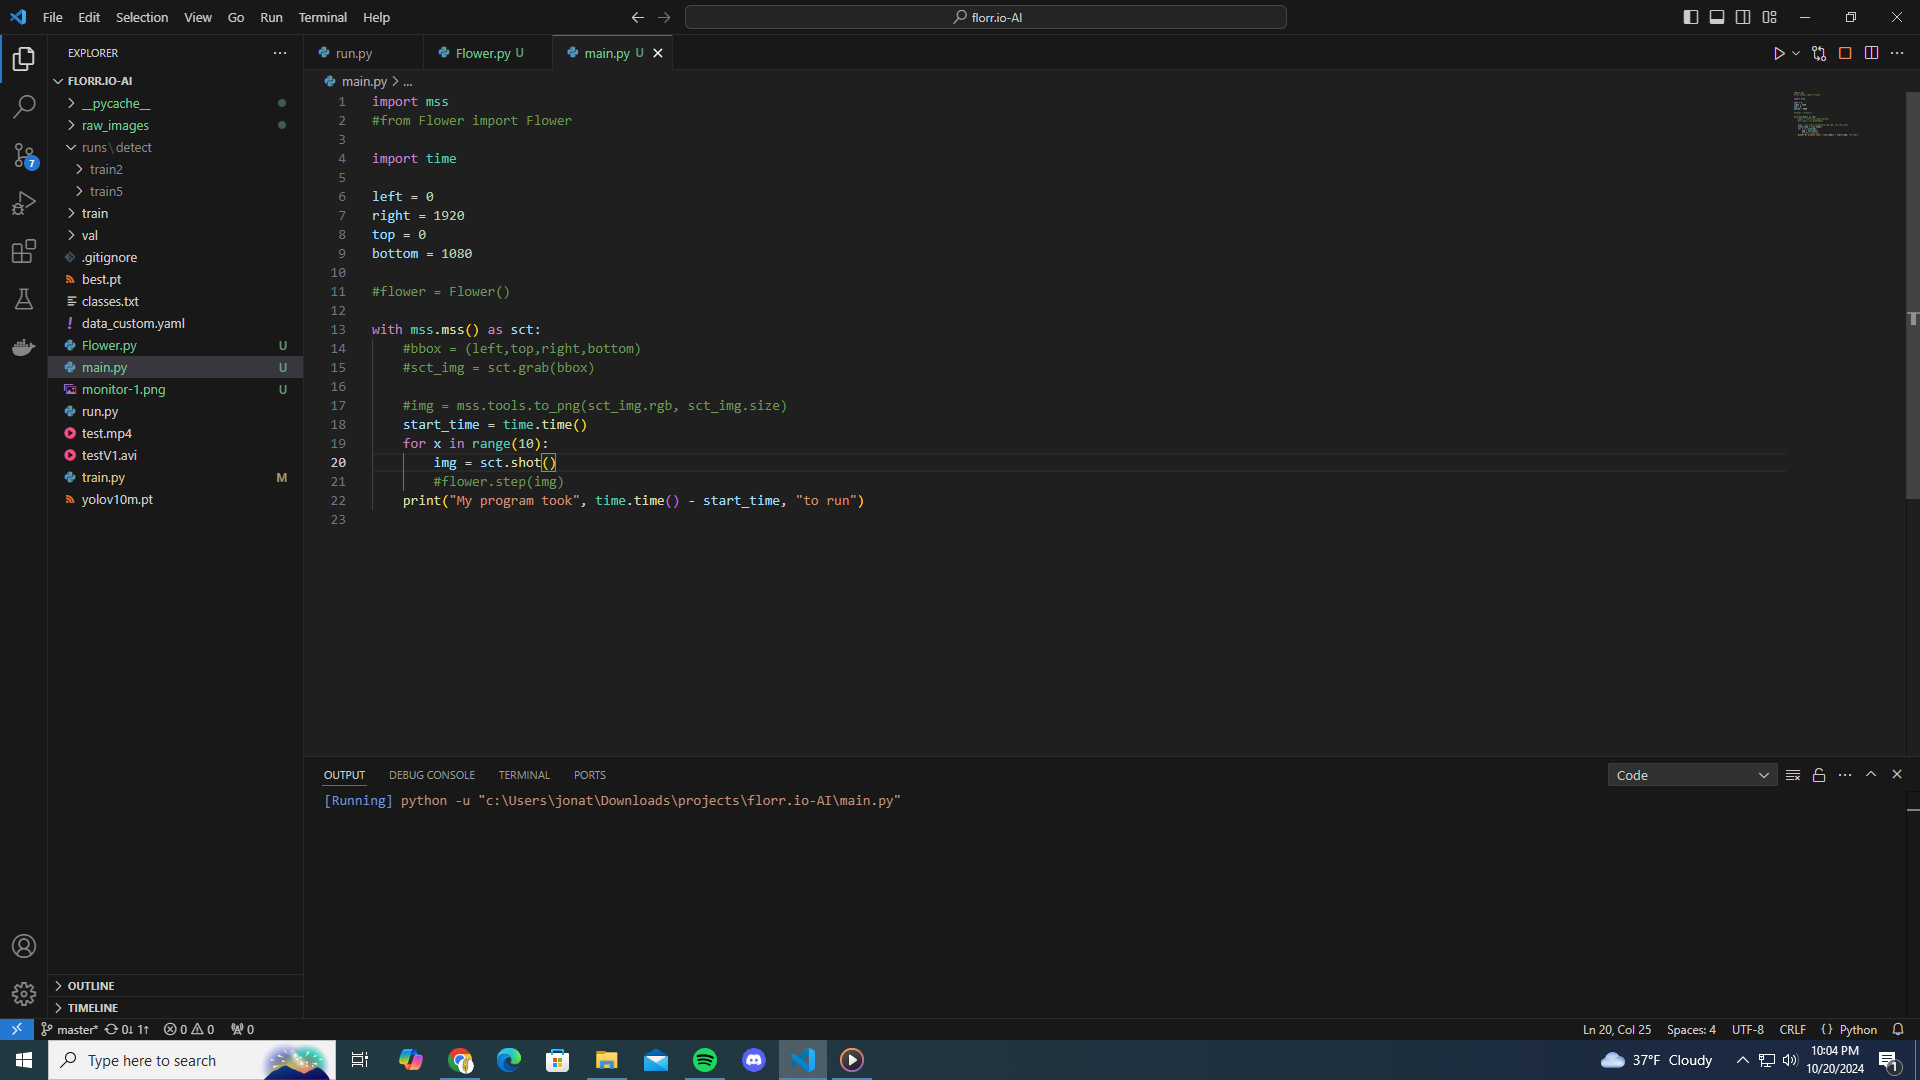 File Edit Selection View Go Run Terminal Help
florr.io-AI
EXPLORER
FLORR.IO-AI
__pycache__
raw_images
runs\detect
train2
train5
train
val
.gitignore
best.pt
classes.txt
data_custom.yaml
Flower.py U
main.py U
monitor-1.png U
run.py
test.mp4
testV1.avi
train.py M
yolov10m.pt
OUTLINE
TIMELINE
7
run.py Flower.py U main.py U
main.py > ...
1 import mss
2 #from Flower import Flower
3
4 import time
5
6 left = 0
7 right = 1920
8 top = 0
9 bottom = 1080
10
11 #flower = Flower()
12
13 with mss.mss() as sct:
14 #bbox = (left,top,right,bottom)
15 #sct_img = sct.grab(bbox)
16
17 #img = mss.tools.to_png(sct_img.rgb, sct_img.size)
18 start_time = time.time()
19 for x in range(10):
20 img = sct.shot()
21 #flower.step(img)
22 print("My program took", time.time() - start_time, "to run")
23
OUTPUT DEBUG CONSOLE TERMINAL PORTS
Code
[Running] python -u "c:\Users\jonat\Downloads\projects\florr.io-AI\main.py"
master* 0↓ 1↑ 0 0 0
Ln 20, Col 25 Spaces: 4 UTF-8 CRLF {} Python
Type here to search
37°F Cloudy
10:04 PM
10/20/2024
1